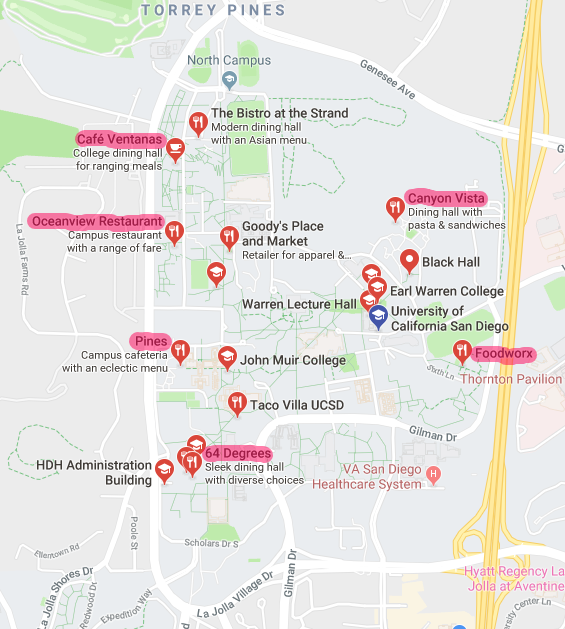 TORREY PINES
North Campus
Genesee Ave
The Bistro at the Strand
Modern dining hall
with an Asian menu
Café Ventanas
College dining hall
for ranging meals
Canyon Vista
Dining hall with
pasta & sandwiches
Oceanview Restaurant
Campus restaurant
with a range of fare
Goody's Place
and Market
Retailer for apparel &...
La Jolla Farms Rd
Black Hall
Earl Warren College
Warren Lecture Hall
University of
California San Diego
Pines
Campus cafeteria
with an eclectic menu
John Muir College
Foodworx
Sixth Ln
Thornton Pavilion
Taco Villa UCSD
Gilman Dr
64 Degrees
Sleek dining hall
with diverse choices
HDH Administration
Building
VA San Diego
Healthcare System
H
Poole St
Scholars Dr S
Ellentown Rd
La Jolla Shores Dr
Redwood Dr
Expedition Way
La Jolla Village Dr
Gilman Dr
Hyatt Regency La
Jolla at Aventine
University Center Ln